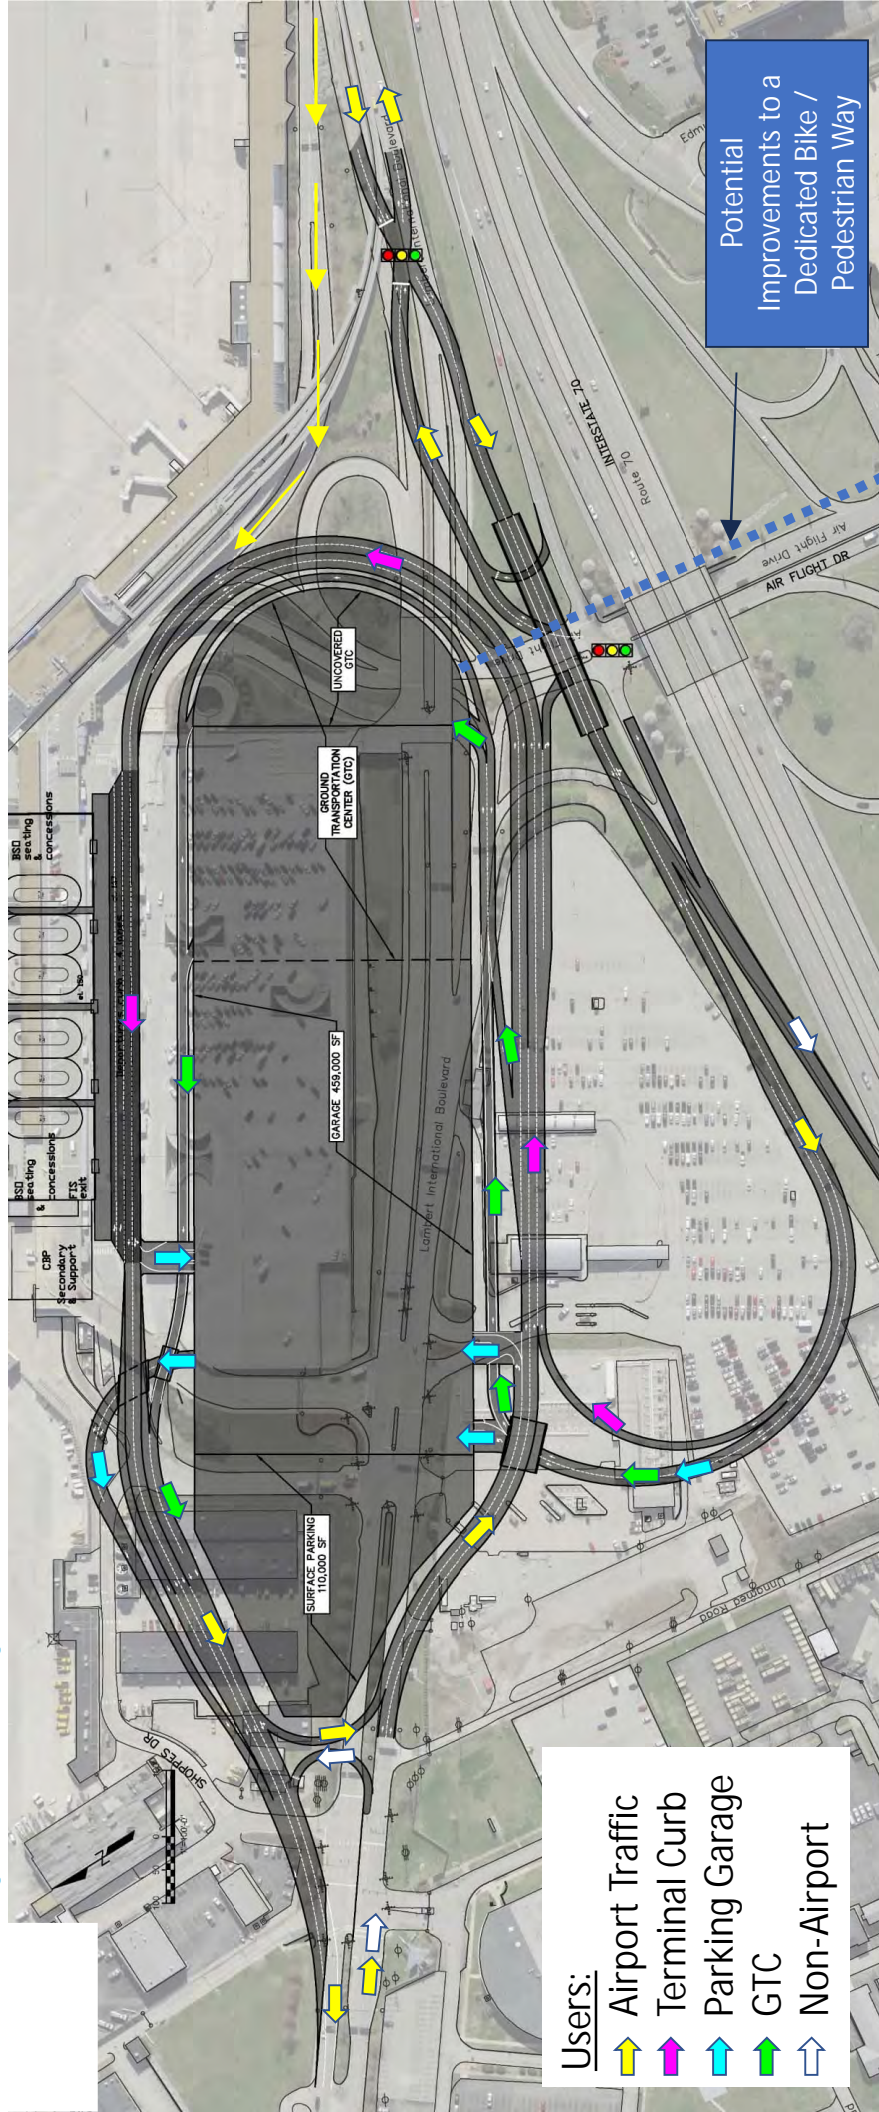 BSO
seating
&
concessions
BSO
seating
&
concessions
FIS
exit
CBP
Secondary
& Support
UNCOVERED
GTC
GROUND
TRANSPORTATION
CENTER (GTC)
GARAGE 459,000 SF
SURFACE PARKING
110,000 SF
Lambert International Boulevard
INTERSTATE 70
Route 70
Air Flight Drive
AIR FLIGHT DR
SHOPPES DR
Unnamed Road
Potential
Improvements to a
Dedicated Bike /
Pedestrian Way
Users:
Airport Traffic
Terminal Curb
Parking Garage
GTC
Non-Airport